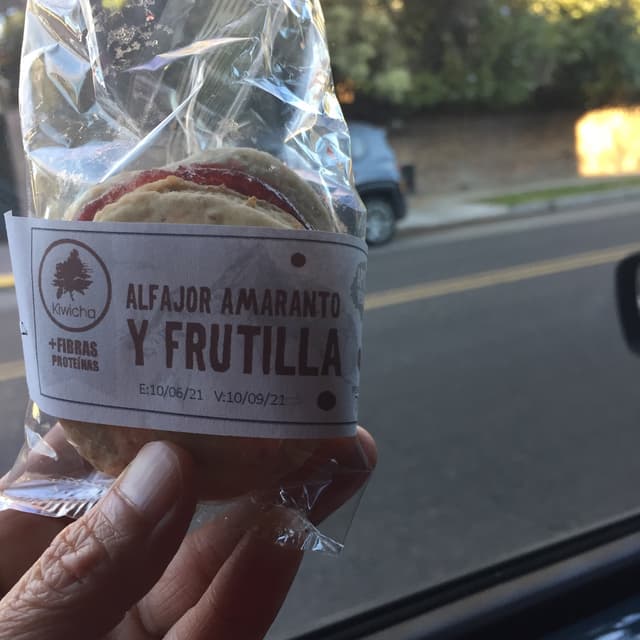 Kiwicha
+FIBRAS
PROTEÍNAS
ALFAJOR AMARANTO
Y FRUTILLA
E:10/06/21 V:10/09/21